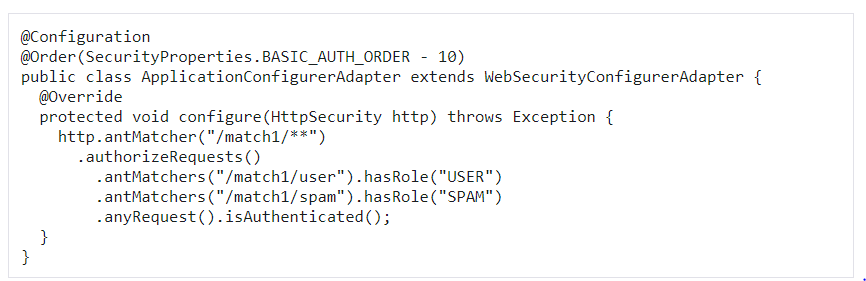 @Configuration
@Order(SecurityProperties.BASIC_AUTH_ORDER - 10)
public class ApplicationConfigurerAdapter extends WebSecurityConfigurerAdapter {
  @Override
  protected void configure(HttpSecurity http) throws Exception {
    http.antMatcher("/match1/**")
      .authorizeRequests()
        .antMatchers("/match1/user").hasRole("USER")
        .antMatchers("/match1/spam").hasRole("SPAM")
        .anyRequest().isAuthenticated();
  }
}
.